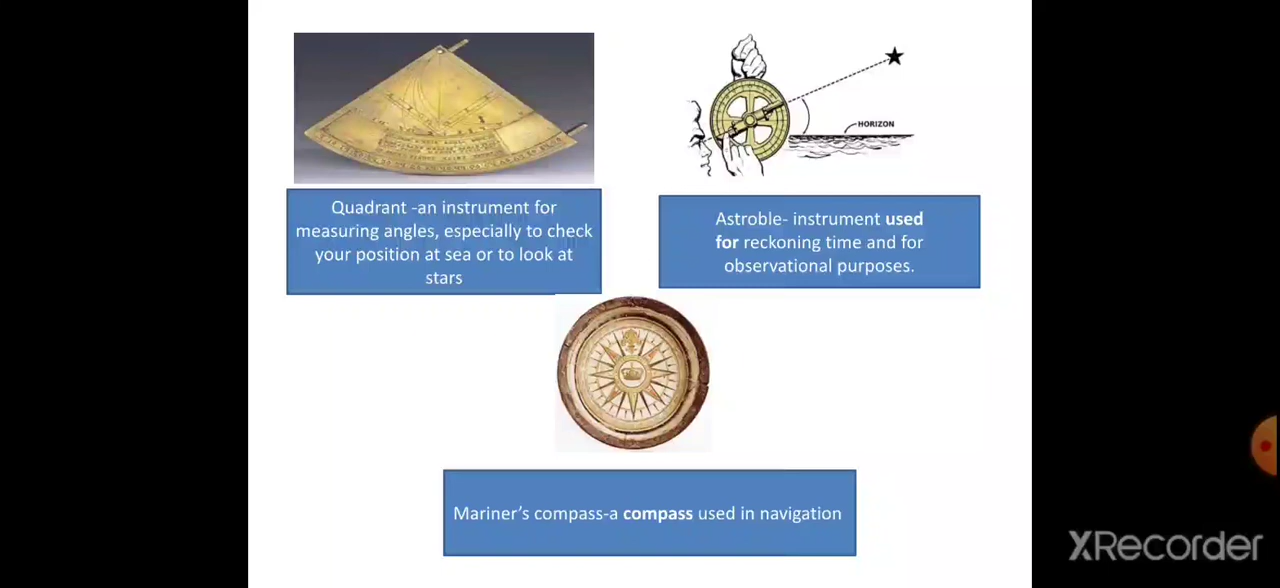 HORIZON
Quadrant -an instrument for
measuring angles, especially to check
your position at sea or to look at
stars
Astroble- instrument used
for reckoning time and for
observational purposes.
Mariner’s compass-a compass used in navigation
XRecorder